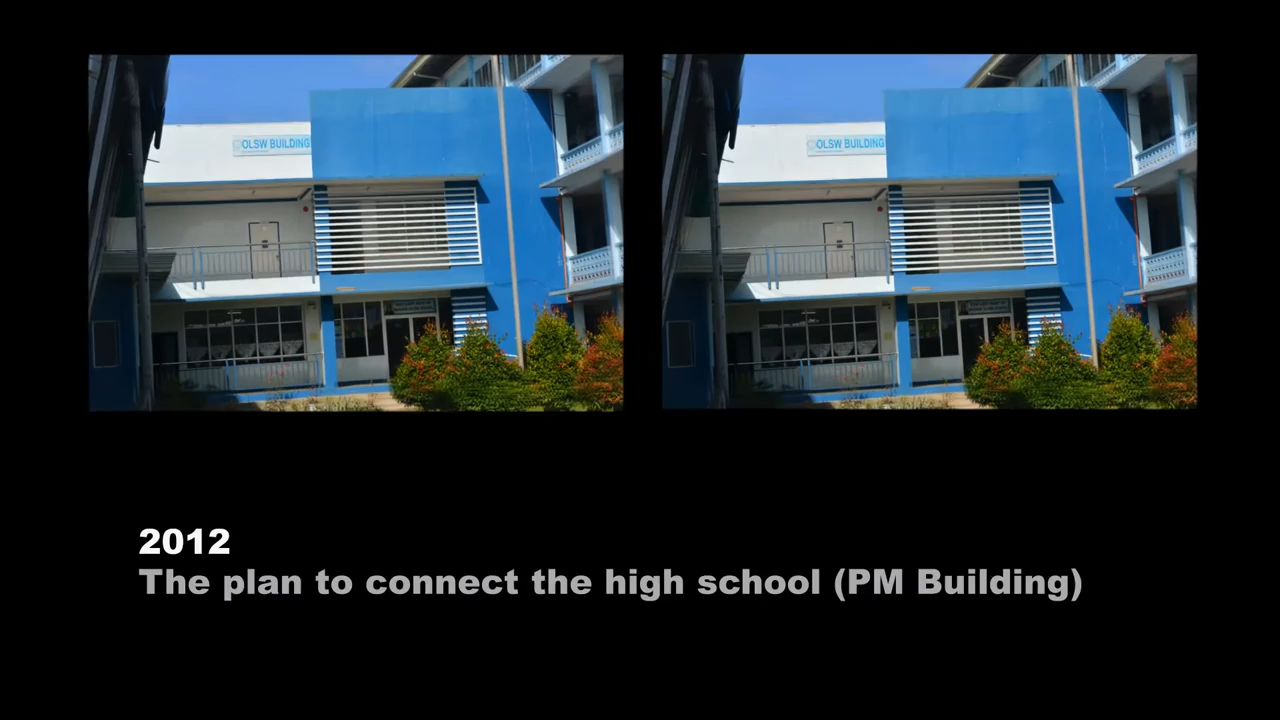 OLSW BUILDING
OLSW BUILDING
2012
The plan to connect the high school (PM Building)